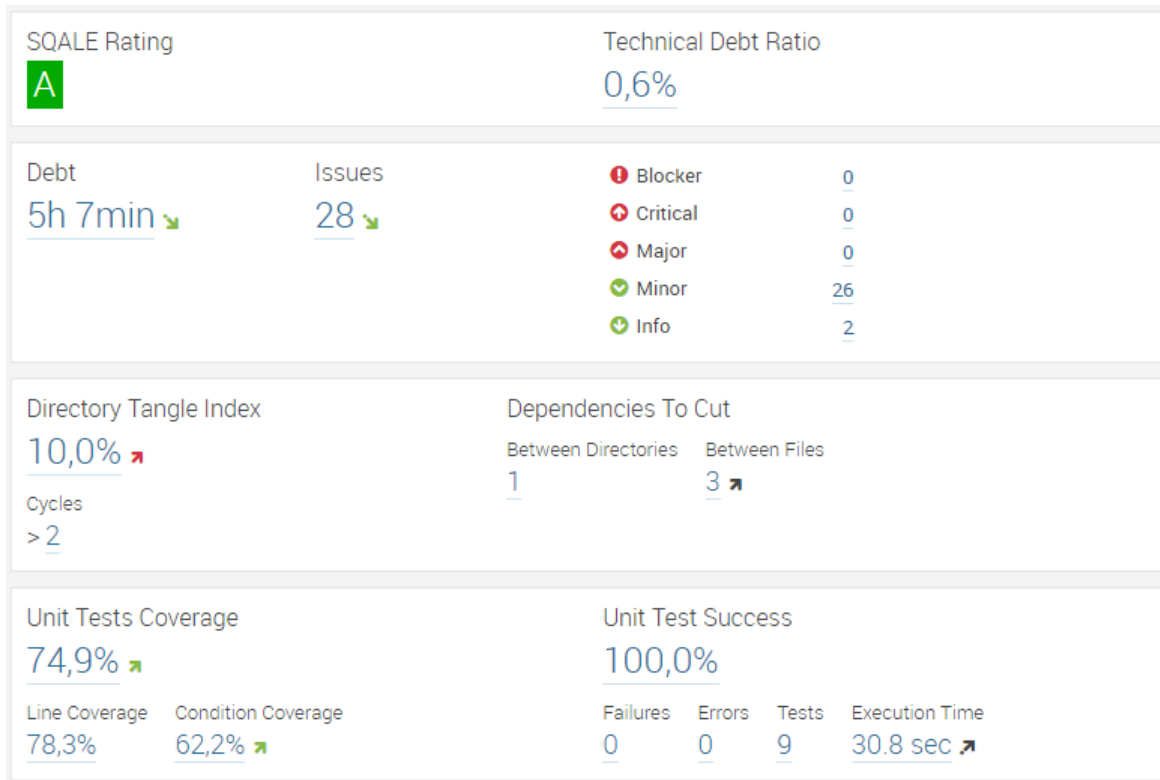 SQALE Rating
A
Technical Debt Ratio
0,6%
Debt
5h 7min
Issues
28
Blocker 0
Critical 0
Major 0
Minor 26
Info 2
Directory Tangle Index
10,0%
Cycles
> 2
Dependencies To Cut
Between Directories Between Files
1 3
Unit Tests Coverage
74,9%
Line Coverage Condition Coverage
78,3% 62,2%
Unit Test Success
100,0%
Failures Errors Tests Execution Time
0 0 9 30.8 sec